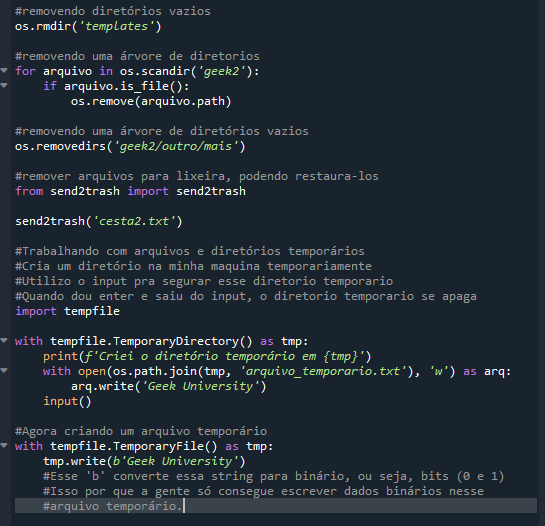 #removendo diretórios vazios
os.rmdir('templates')
#removendo uma árvore de diretorios
for arquivo in os.scandir('geek2'):
    if arquivo.is_file():
        os.remove(arquivo.path)
#removendo uma árvore de diretórios vazios
os.removedirs('geek2/outro/mais')
#remover arquivos para lixeira, podendo restaura-los
from send2trash import send2trash
send2trash('cesta2.txt')
#Trabalhando com arquivos e diretórios temporários
#Cria um diretório na minha maquina temporariamente
#Utilizo o input pra segurar esse diretorio temporario
#Quando dou enter e saiu do input, o diretorio temporario se apaga
import tempfile
with tempfile.TemporaryDirectory() as tmp:
    print(f'Criei o diretório temporário em {tmp}')
    with open(os.path.join(tmp, 'arquivo_temporario.txt'), 'w') as arq:
        arq.write('Geek University')
    input()
#Agora criando um arquivo temporário
with tempfile.TemporaryFile() as tmp:
    tmp.write(b'Geek University')
    #Esse 'b' converte essa string para binário, ou seja, bits (0 e 1)
    #Isso por que a gente só consegue escrever dados binários nesse
    #arquivo temporário.